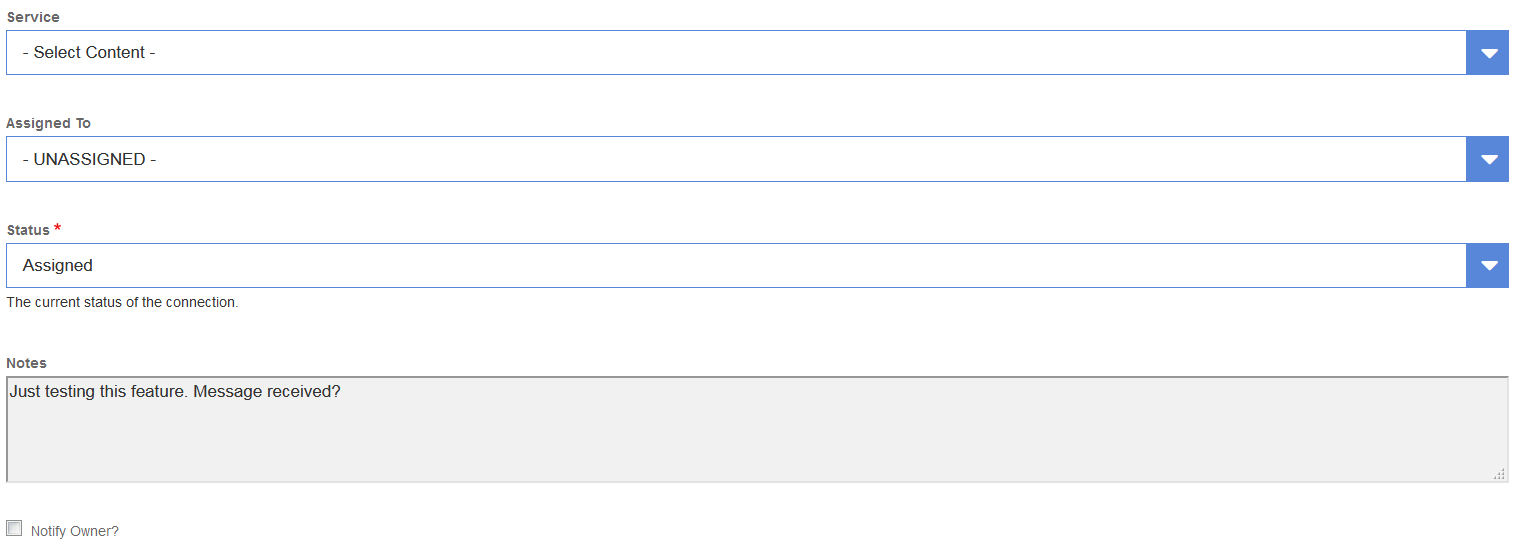 Service
- Select Content -
Assigned To
- UNASSIGNED -
Status *
Assigned
The current status of the connection.
Notes
Just testing this feature. Message received?
Notify Owner?